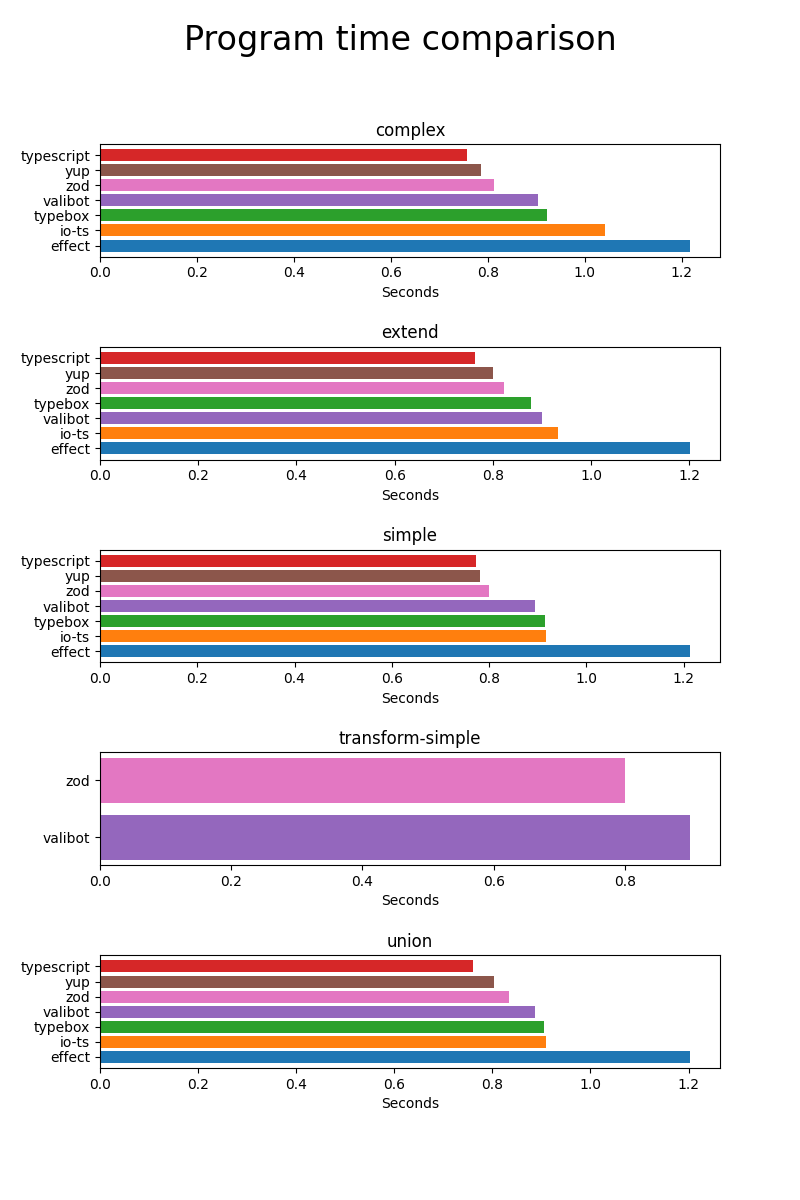 Program time comparison
complex
typescript
yup
zod
valibot
typebox
io-ts
effect
0.0 0.2 0.4 0.6 0.8 1.0 1.2
Seconds
extend
typescript
yup
zod
typebox
valibot
io-ts
effect
0.0 0.2 0.4 0.6 0.8 1.0 1.2
Seconds
simple
typescript
yup
zod
valibot
typebox
io-ts
effect
0.0 0.2 0.4 0.6 0.8 1.0 1.2
Seconds
transform-simple
zod
valibot
0.0 0.2 0.4 0.6 0.8
Seconds
union
typescript
yup
zod
valibot
typebox
io-ts
effect
0.0 0.2 0.4 0.6 0.8 1.0 1.2
Seconds